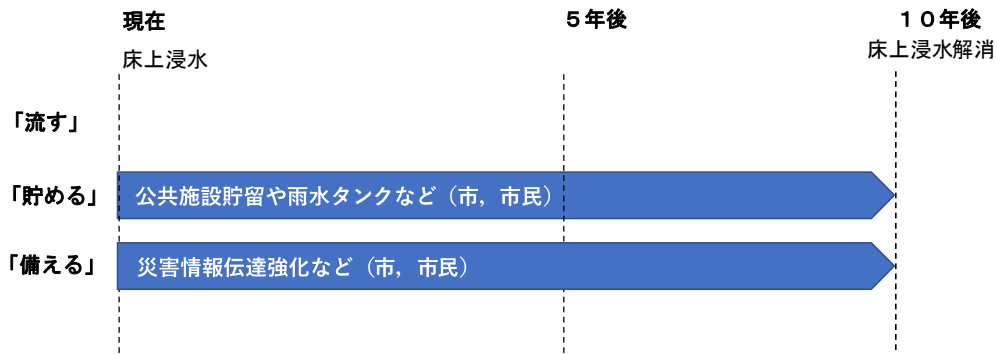 現在
5年後
10年後
床上浸水
床上浸水解消
「流す」
「貯める」
公共施設貯留や雨水タンクなど（市，市民）
「備える」
災害情報伝達強化など（市，市民）